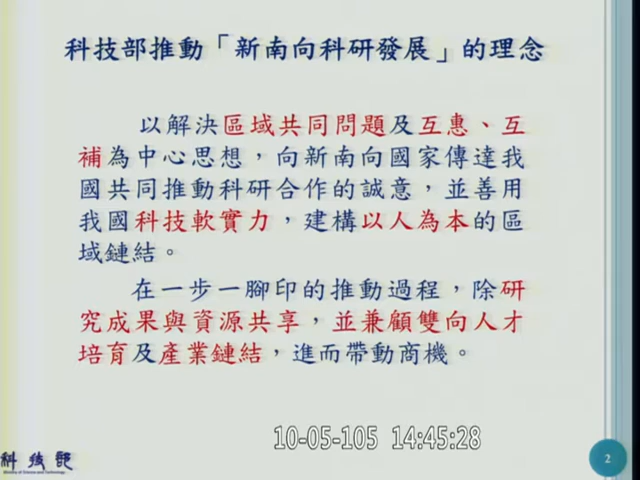 科技部推動「新南向科研發展」的理念
以解決區域共同問題及互惠、互
補為中心思想，向新南向國家傳達我
國共同推動科研合作的誠意，並善用
我國科技軟實力，建構以人為本的區
域鏈結。
在一步一腳印的推動過程，除研
究成果與資源共享，並兼顧雙向人才
培育及產業鏈結，進而帶動商機。
10-05-105 14:45:28
科技部
Ministry of Science and Technology
2